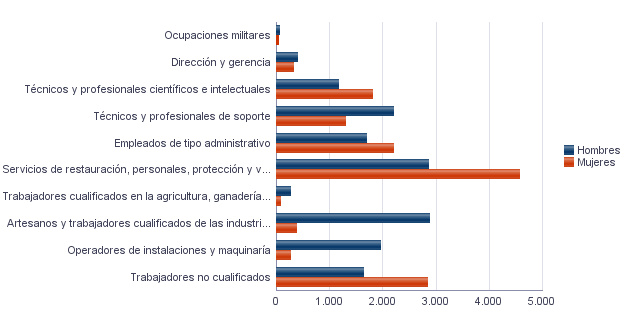 Ocupaciones militares
Dirección y gerencia
Técnicos y profesionales científicos e intelectuales
Técnicos y profesionales de soporte
Empleados de tipo administrativo
Servicios de restauración, personales, protección y v...
Trabajadores cualificados en la agricultura, ganadería...
Artesanos y trabajadores cualificados de las industri...
Operadores de instalaciones y maquinaría
Trabajadores no cualificados
0 1.000 2.000 3.000 4.000 5.000
Hombres
Mujeres